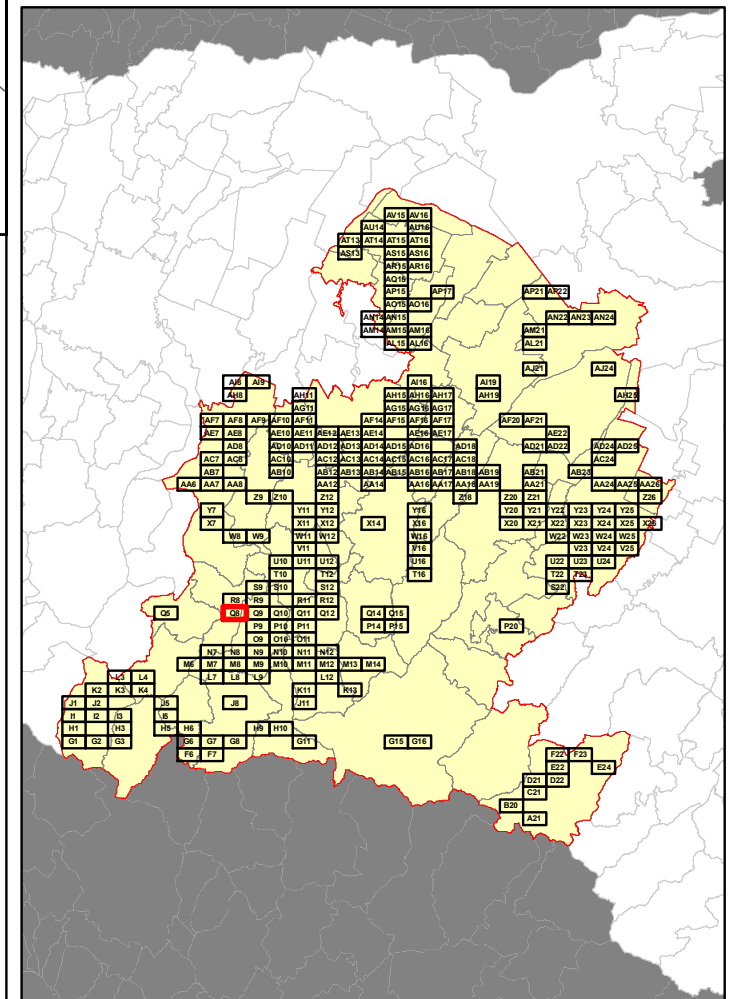 AV15 AV16
AU14 AU16
AT13 AT14 AT15 AT16
AS13 AS15 AS16
AR15 AR16
AQ15
AP15 AP17 AP21 AP22
AO15 AO16
AN14 AN15 AN22 AN23 AN24
AM14 AM15 AM16 AM21
AL15 AL16 AL21
AJ21 AJ24
AI8 AI9 AI16 AI19
AH8 AH11 AH15 AH16 AH17 AH19 AH25
AG11 AG15 AG16 AG17
AF7 AF8 AF9 AF10 AF11 AF14 AF15 AF16 AF17 AF20 AF21
AE7 AE8 AE10 AE11 AE12 AE13 AE14 AE16 AE17 AE22
AD8 AD10 AD11 AD12 AD13 AD14 AD15 AD16 AD18 AD21 AD22 AD24 AD25
AC7 AC8 AC10 AC12 AC13 AC14 AC15 AC16 AC17 AC18 AC24
AB7 AB10 AB12 AB13 AB14 AB15 AB16 AB17 AB18 AB19 AB21 AB23
AA6 AA7 AA8 AA12 AA14 AA16 AA17 AA18 AA19 AA21 AA24 AA25 AA26
Z9 Z10 Z12 Z18 Z20 Z21 Z26
Y7 Y11 Y12 Y16 Y20 Y21 Y22 Y23 Y24 Y25
X7 X11 X12 X14 X16 X20 X21 X22 X23 X24 X25 X26
W8 W9 W11 W12 W16 W22 W23 W24 W25
V11 V16 V23 V24 V25
U10 U11 U12 U16 U22 U23 U24
T10 T12 T16 T22 T23
S9 S10 S12 S22
R8 R9 R11 R12
Q5 Q8 Q9 Q10 Q11 Q12 Q14 Q15
P9 P10 P11 P14 P15 P20
O9 O10 O11
N7 N8 N9 N10 N11 N12
M6 M7 M8 M9 M10 M11 M12 M13 M14
L3 L4 L7 L8 L9 L12
K2 K3 K4 K11 K13
J1 J2 J5 J8 J11
I1 I2 I3 I5
H1 H3 H5 H6 H9 H10
G1 G2 G3 G6 G7 G8 G11 G15 G16
F6 F7 F22 F23
E22 E24
D21 D22
C21
B20
A21